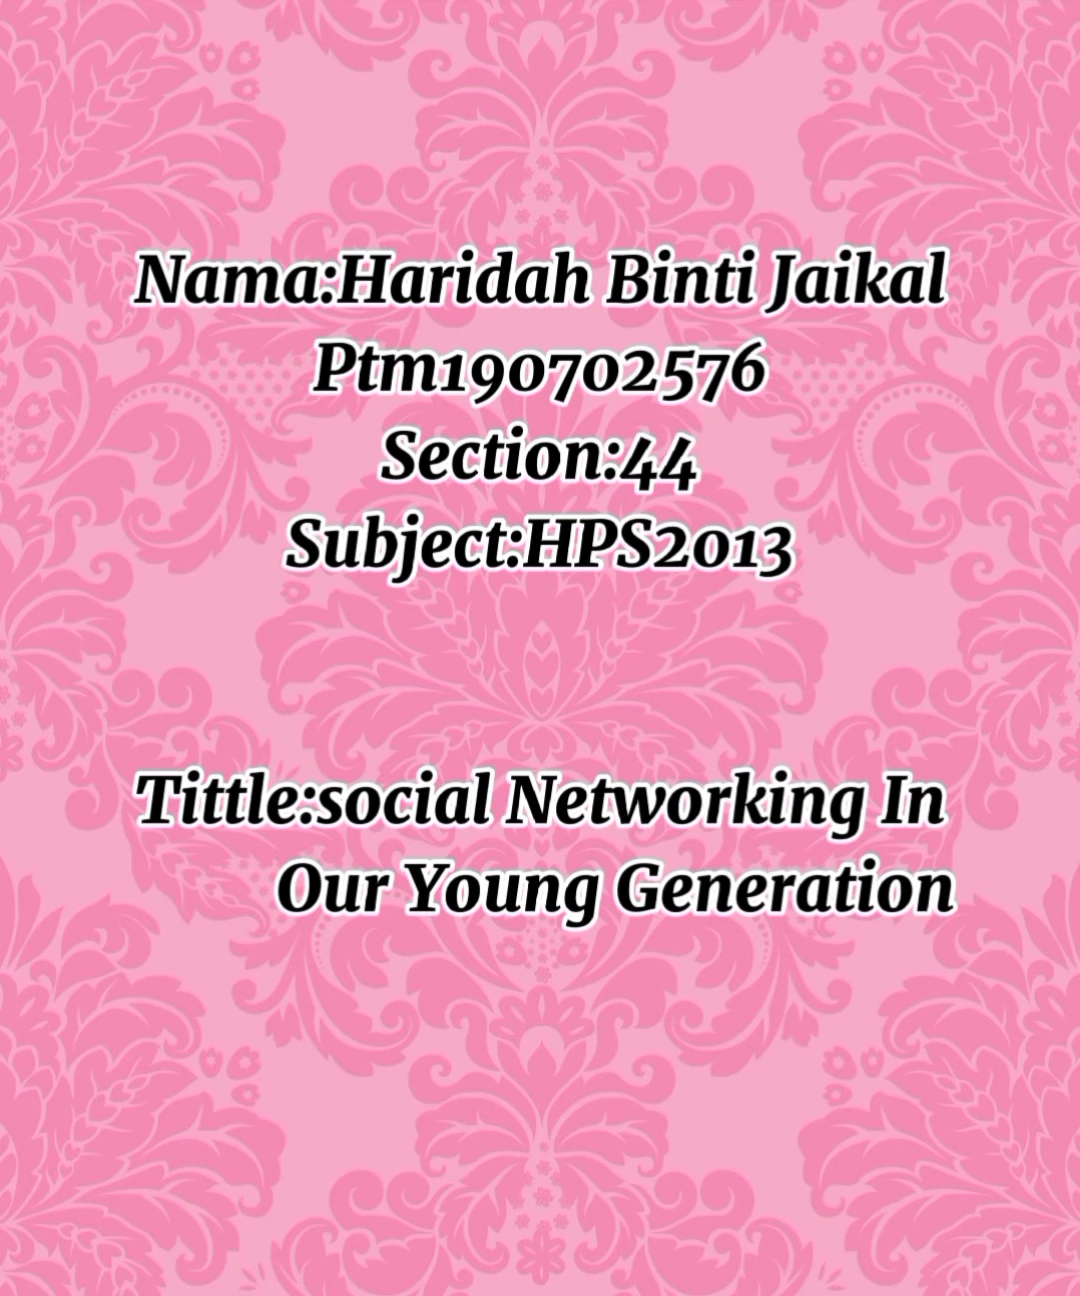 Nama:Haridah Binti Jaikal
Ptm190702576
Section:44
Subject:HPS2013
Tittle:social Networking In
Our Young Generation